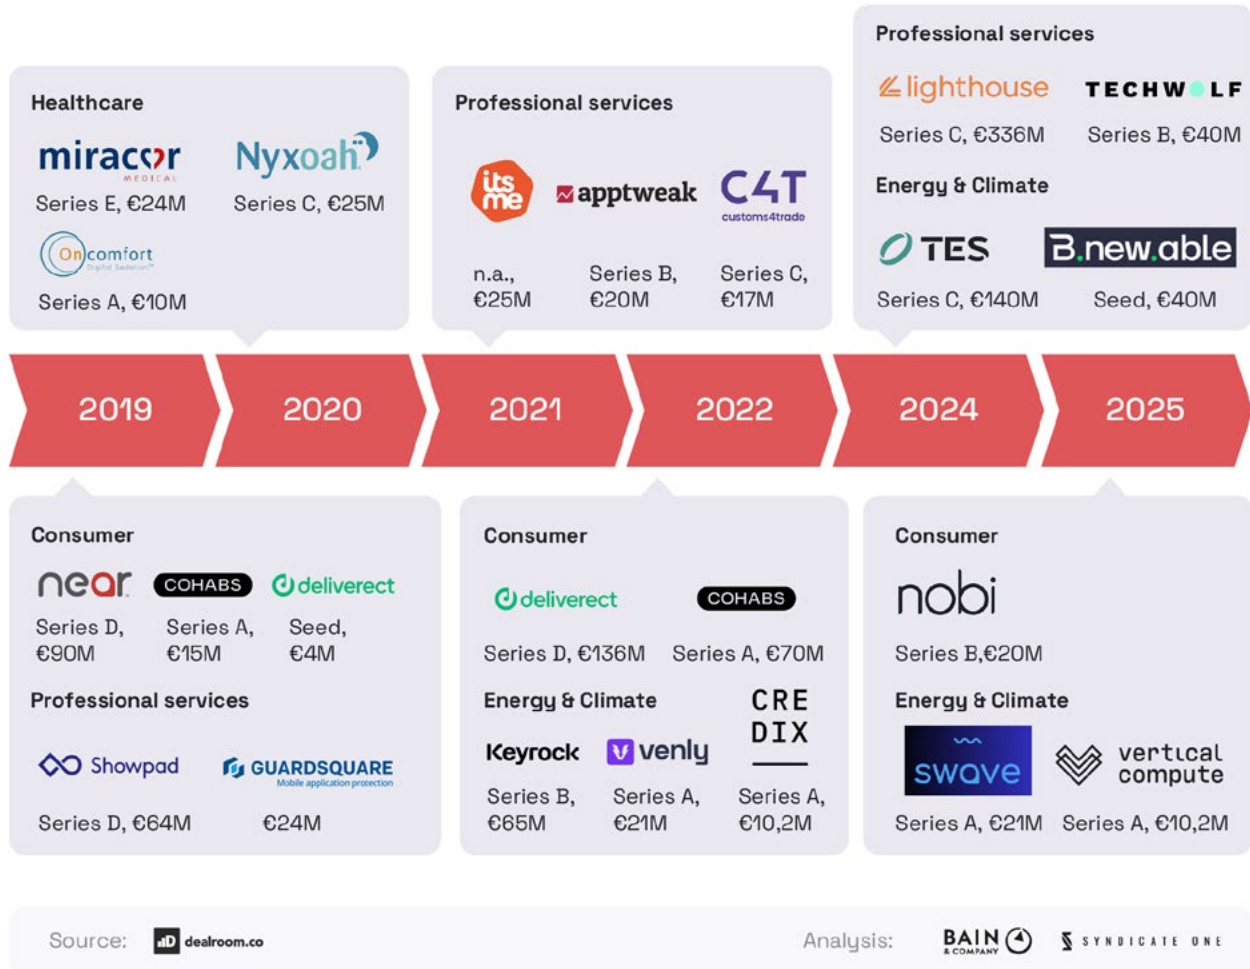 Professional services
lighthouse TECHWOLF
Series C, €336M Series B, €40M
Energy & Climate
TES B.new.able
Series C, €140M Seed, €40M
Healthcare
miracor
MEDICAL
Nyxoah
Series E, €24M Series C, €25M
Oncomfort
Digital Sedation™
Series A, €10M
Professional services
itsme apptweak C4T
customs4trade
n.a., Series B, Series C,
€25M €20M €17M
2019 2020 2021 2022 2024 2025
Consumer
near COHABS deliverect
Series D, Series A, Seed,
€90M €15M €4M
Professional services
Showpad GUARDSQUARE
Mobile application protection
Series D, €64M €24M
Consumer
deliverect COHABS
Series D, €136M Series A, €70M
Energy & Climate
Keyrock venly CREDIX
Series B, Series A, Series A,
€65M €21M €10,2M
Consumer
nobi
Series B,€20M
Energy & Climate
swave vertical
compute
Series A, €21M Series A, €10,2M
Source: dealroom.co
Analysis: BAIN
& COMPANY
SYNDICATE ONE